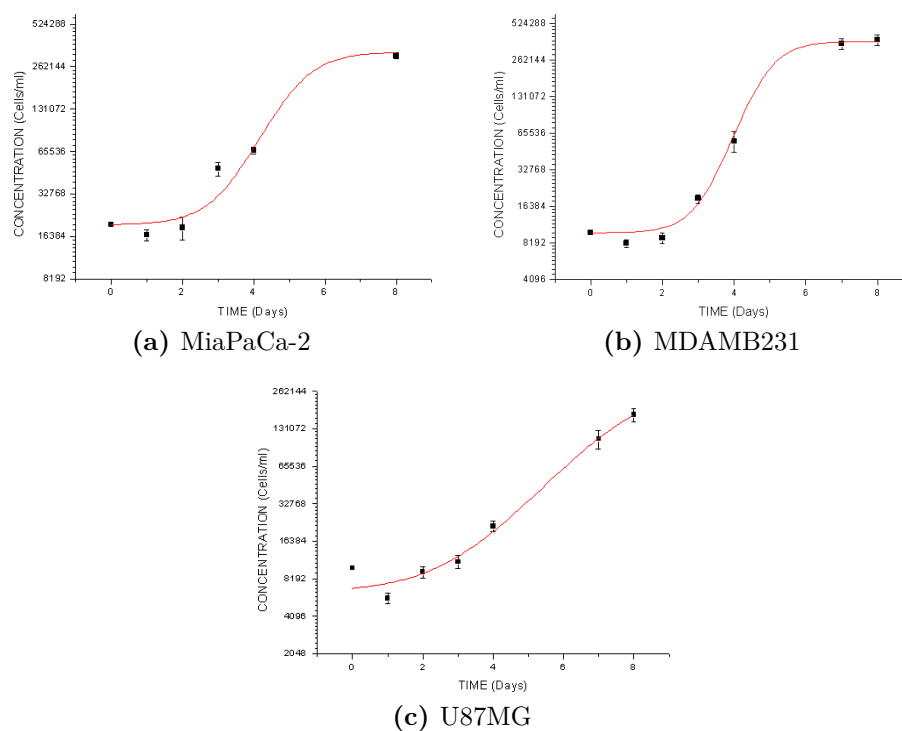 524288
262144
131072
65536
32768
16384
8192
CONCENTRATION (Cells/ml)
0 2 4 6 8
TIME (Days)
(a) MiaPaCa-2
524288
262144
131072
65536
32768
16384
8192
4096
CONCENTRATION (Cells/ml)
0 2 4 6 8
TIME (Days)
(b) MDAMB231
262144
131072
65536
32768
16384
8192
4096
2048
CONCENTRATION (Cells/ml)
0 2 4 6 8
TIME (Days)
(c) U87MG